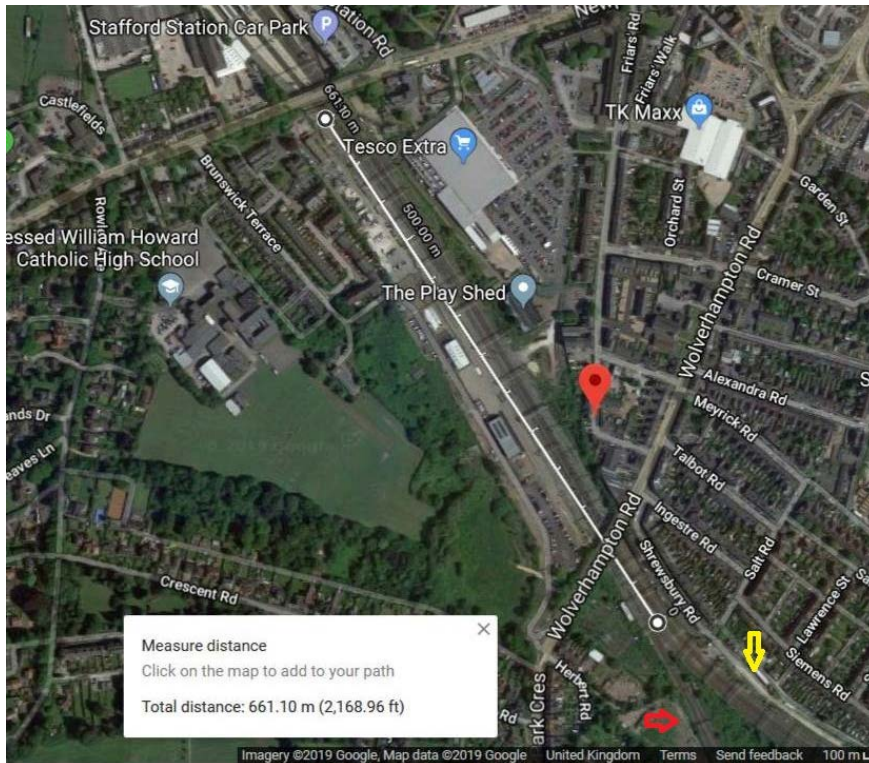 Stafford Station Car Park
P
Station Rd
Newp
Castlefields
661.10 m
Friars' Rd
Friars' Walk
TK Maxx
Tesco Extra
Brunswick Terrace
500.00 m
Orchard St
Garden St
essed William Howard
Catholic High School
Cramer St
The Play Shed
Wolverhampton Rd
Alexandra Rd
Meyrick Rd
ands Dr
eaves Ln
Talbot Rd
Ingestre Rd
Salt Rd
Wolverhampton Rd
Shrewsbury Rd
Crescent Rd
0
Lawrence St
Siemens Rd
Measure distance
Click on the map to add to your path
Total distance: 661.10 m (2,168.96 ft)
Herbert Rd
ark Cres
Rd
Imagery ©2019 Google, Map data ©2019 Google United Kingdom Terms Send feedback 100 m